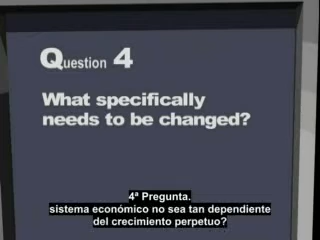 Question 4
What specifically
needs to be changed?
4ª Pregunta.
sistema económico no sea tan dependiente
del crecimiento perpetuo?